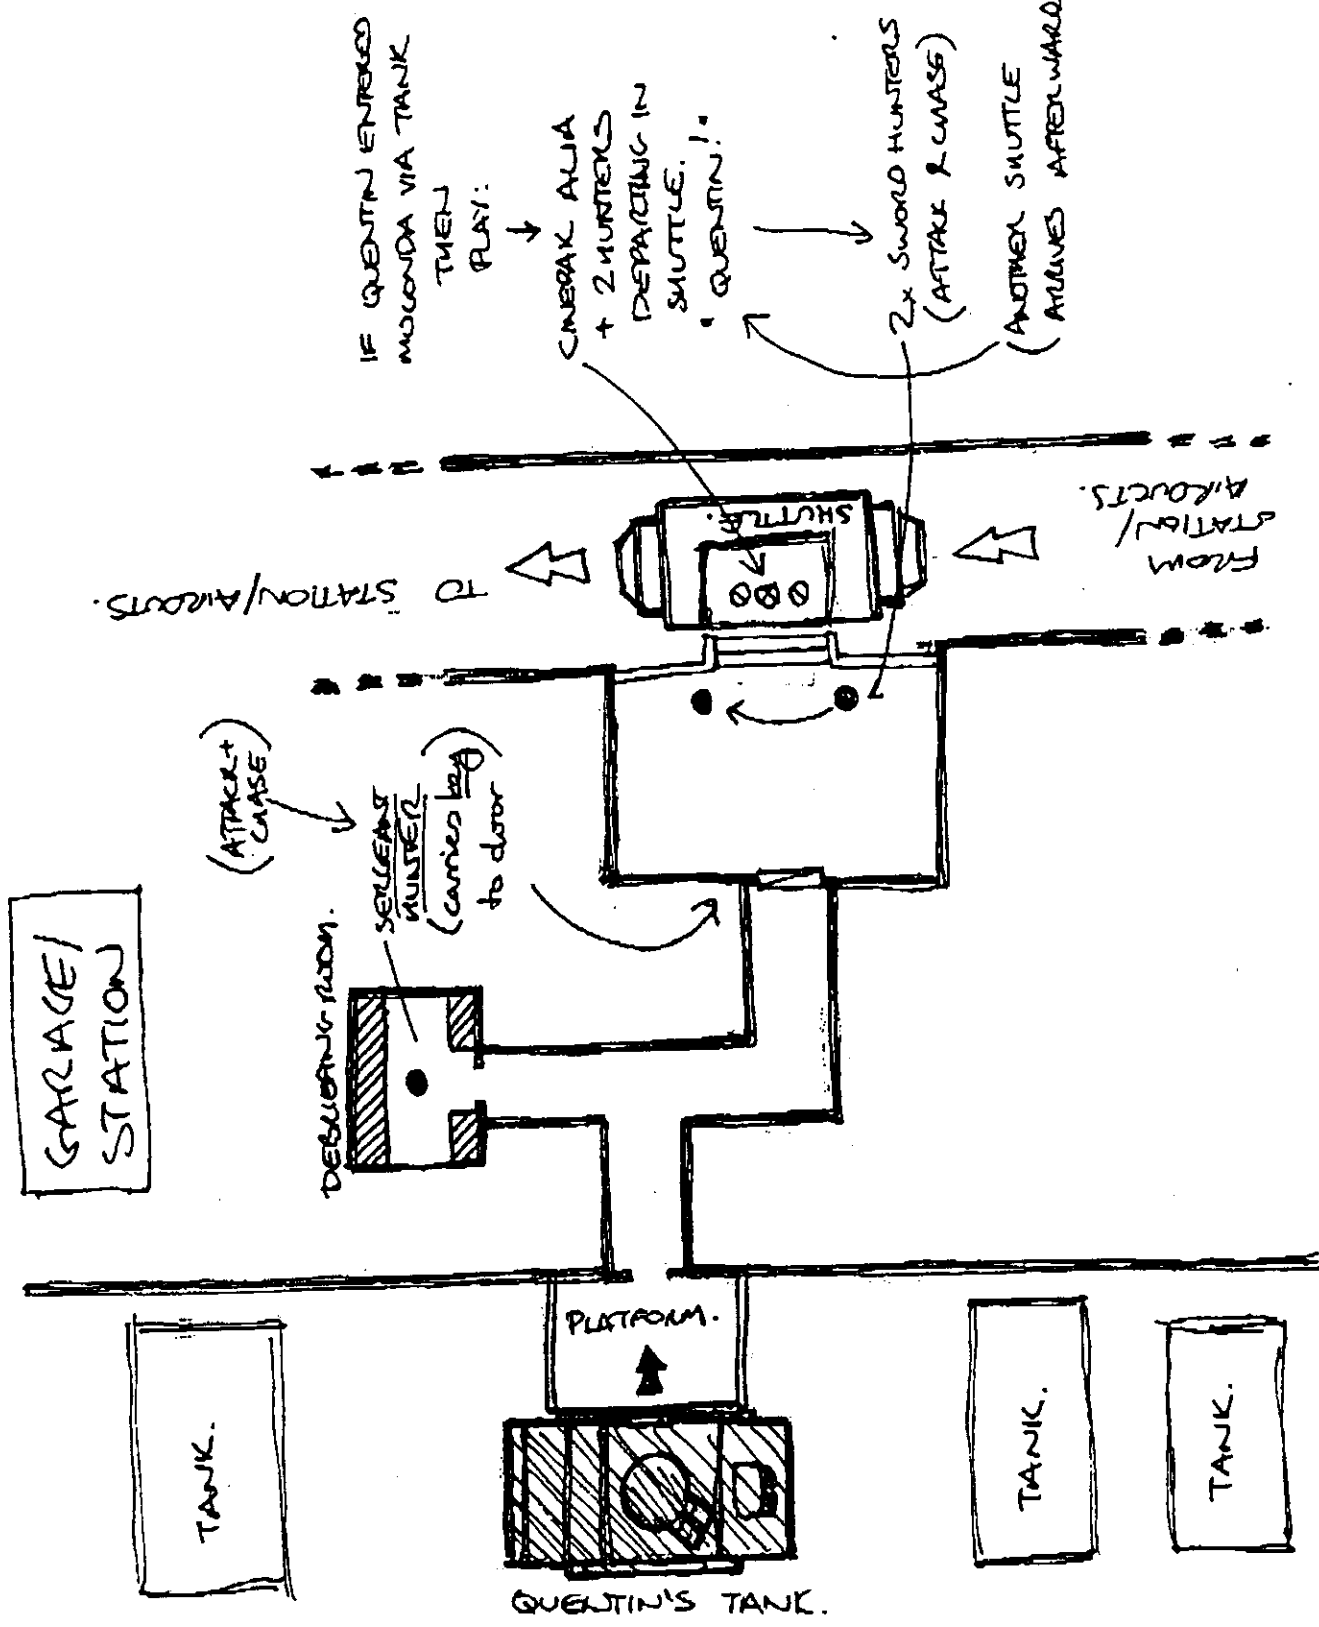 GARAGE/
STATION
IF QUENTIN ENTERED
MUCONDA VIA TANK
THEN
PLAY:
CINEPAK ALIA
+ 2 HUNTERS
DEPARTING IN
SHUTTLE.
• QUENTIN!•
2x SWORD HUNTERS
(ATTACK & CHASE)
(ANOTHER SHUTTLE
ARRIVES AFTERWARD
TO STATION/AIRDUCTS.
SHUTTLE.
FROM
STATION/
AIRDUCTS.
(ATTACK +
CHASE)
SERGEANT
HUNTER
(carries key)
to door
DEBRIEFING ROOM.
PLATFORM.
TANK.
QUENTIN'S TANK.
TANK.
TANK.